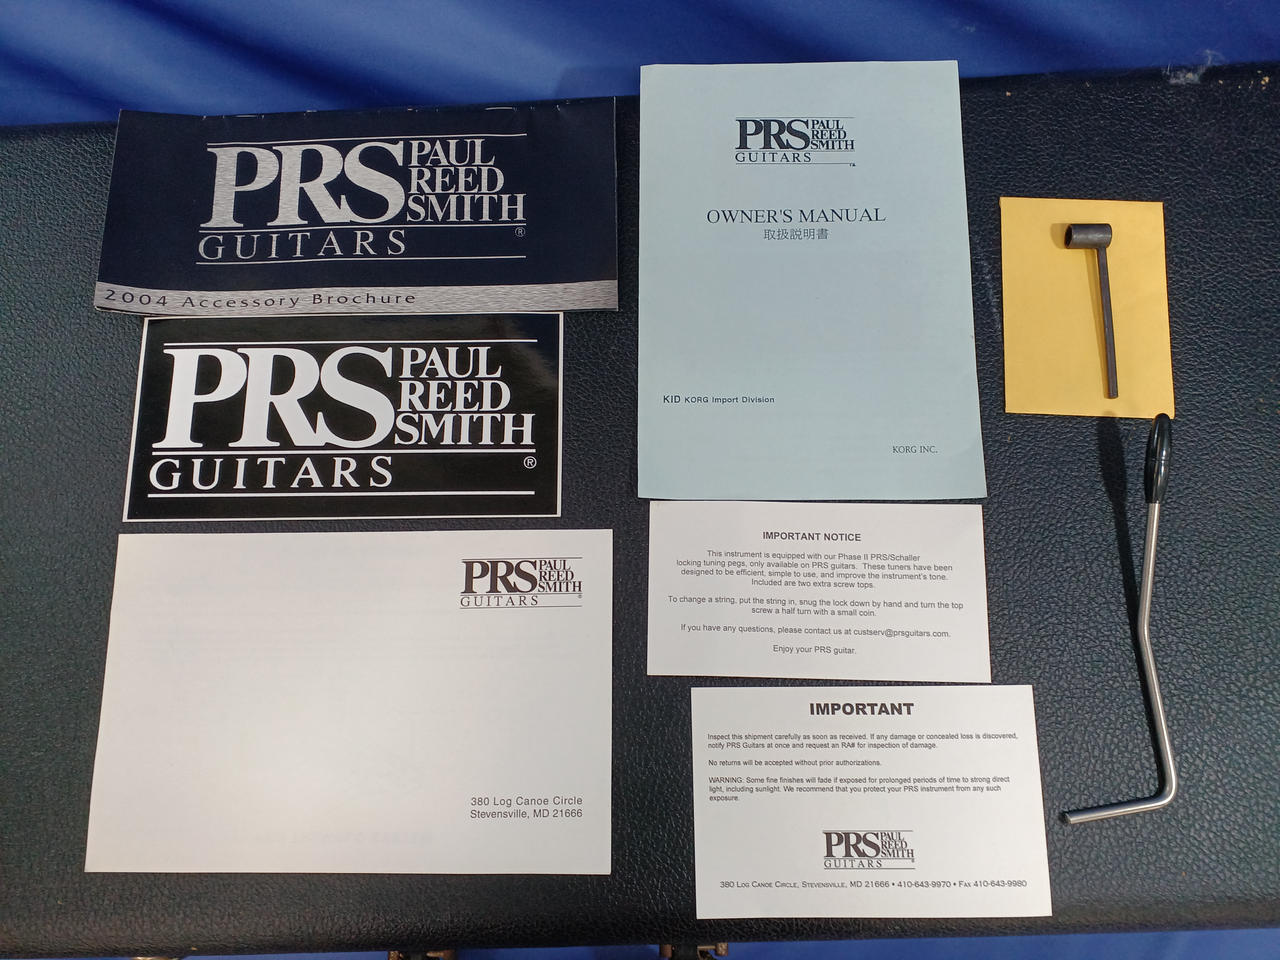 PRS PAUL
REED
SMITH
GUITARS ®
2004 Accessory Brochure
PRS PAUL
REED
SMITH
GUITARS ®
PRS PAUL
REED
SMITH
GUITARS ®
380 Log Canoe Circle
Stevensville, MD 21666
PRS PAUL
REED
SMITH
GUITARS
OWNER'S MANUAL
取扱説明書
KID KORG Import Division
KORG INC.
IMPORTANT NOTICE
This instrument is equipped with our Phase II PRS/Schaller
locking tuning pegs, only available on PRS guitars. These tuners have been
designed to be efficient, simple to use, and improve the instrument's tone.
Included are two extra screw tops.
To change a string, put the string in, snug the lock down by hand and turn the top
screw a half turn with a small coin.
If you have any questions, please contact us at custserv@prsguitars.com.
Enjoy your PRS guitar.
IMPORTANT
Inspect this shipment carefully as soon as received. If any damage or concealed loss is discovered,
notify PRS Guitars at once and request an RA# for inspection of damage.
No returns will be accepted without prior authorizations.
WARNING: Some fine finishes will fade if exposed for prolonged periods of time to strong direct
light, including sunlight. We recommend that you protect your PRS instrument from any such
exposure.
PRS PAUL
REED
SMITH
GUITARS ®
380 Log Canoe Circle, Stevensville, MD 21666 • 410-643-9970 • Fax 410-643-9980